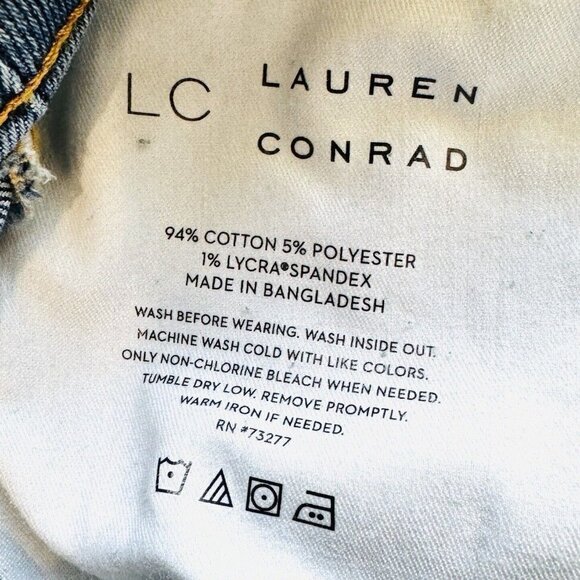 LC LAUREN
CONRAD
94% COTTON 5% POLYESTER
1% LYCRA®SPANDEX
MADE IN BANGLADESH
WASH BEFORE WEARING. WASH INSIDE OUT.
MACHINE WASH COLD WITH LIKE COLORS.
ONLY NON-CHLORINE BLEACH WHEN NEEDED.
TUMBLE DRY LOW. REMOVE PROMPTLY.
WARM IRON IF NEEDED.
RN #73277